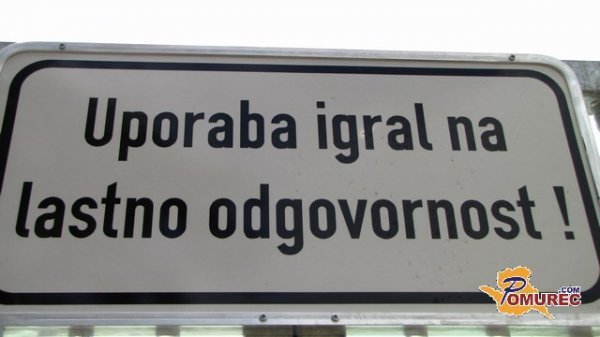 Uporaba igral na
lastno odgovornost !
POMUREC.COM